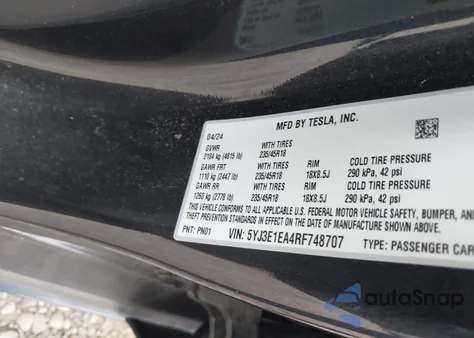 MFD BY TESLA, INC.
04/24
GVWR WITH TIRES
2184 kg (4815 lb) 235/45R18
GAWR FRT WITH TIRES RIM COLD TIRE PRESSURE
1110 kg (2447 lb) 235/45R18 18X8.5J 290 kPa, 42 psi
GAWR RR WITH TIRES RIM COLD TIRE PRESSURE
1260 kg (2778 lb) 235/45R18 18X8.5J 290 kPa, 42 psi
THIS VEHICLE CONFORMS TO ALL APPLICABLE U.S. FEDERAL MOTOR VEHICLE SAFETY, BUMPER, AND
THEFT PREVENTION STANDARDS IN EFFECT ON THE DATE OF MANUFACTURE SHOWN ABOVE.
PNT: PN01 VIN: 5YJ3E1EA4RF748707 TYPE: PASSENGER CAR
autoSnap